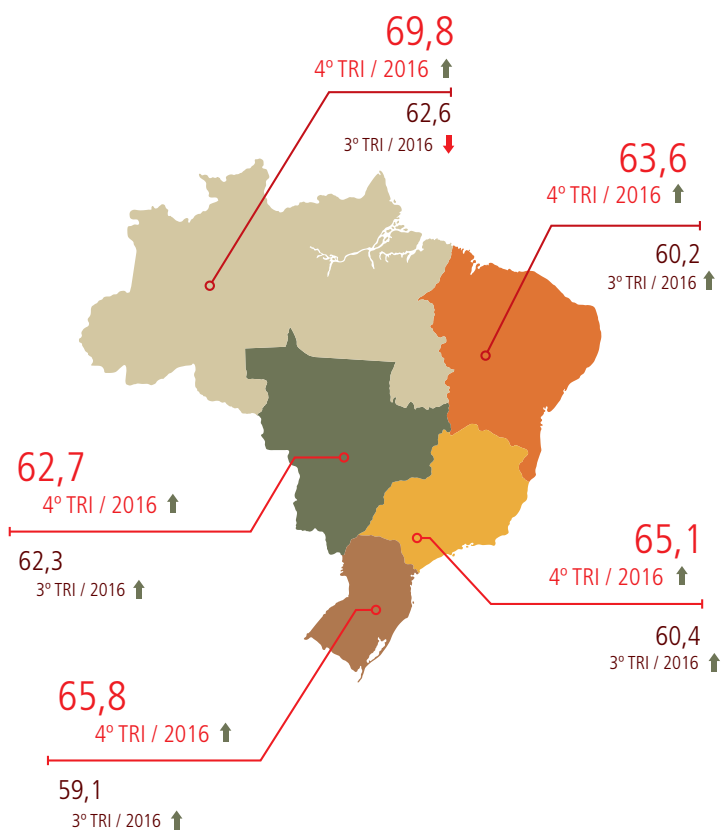 69,8
4º TRI / 2016
62,6
3º TRI / 2016
63,6
4º TRI / 2016
60,2
3º TRI / 2016
62,7
4º TRI / 2016
62,3
3º TRI / 2016
65,1
4º TRI / 2016
60,4
3º TRI / 2016
65,8
4º TRI / 2016
59,1
3º TRI / 2016